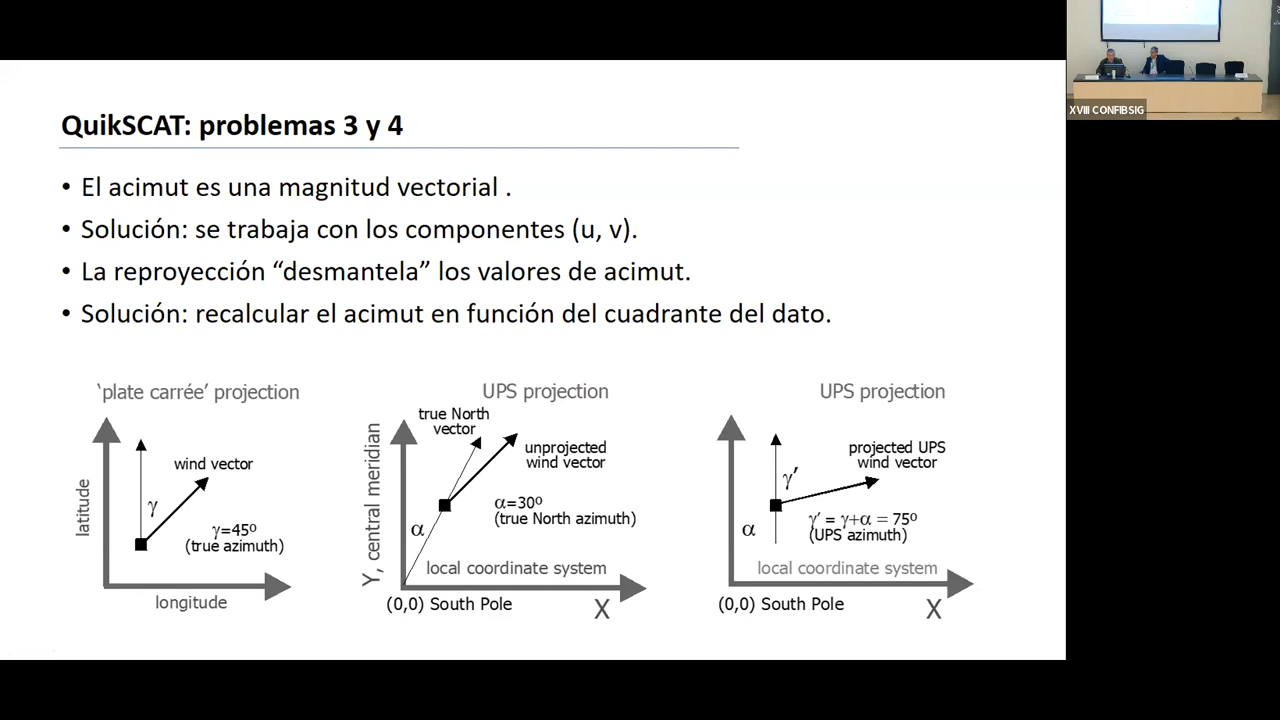 QuikSCAT: problemas 3 y 4
• El acimut es una magnitud vectorial .
• Solución: se trabaja con los componentes (u, v).
• La reproyección “desmantela” los valores de acimut.
• Solución: recalcular el acimut en función del cuadrante del dato.
‘plate carrée’ projection
latitude
wind vector
γ
γ=45º
(true azimuth)
longitude
UPS projection
Y, central meridian
true North
vector
unprojected
wind vector
α=30º
(true North azimuth)
α
local coordinate system
(0,0) South Pole
X
UPS projection
projected UPS
wind vector
γ’
γ’ = γ+α = 75º
(UPS azimuth)
α
local coordinate system
(0,0) South Pole
X
XVIII CONFIBSIG